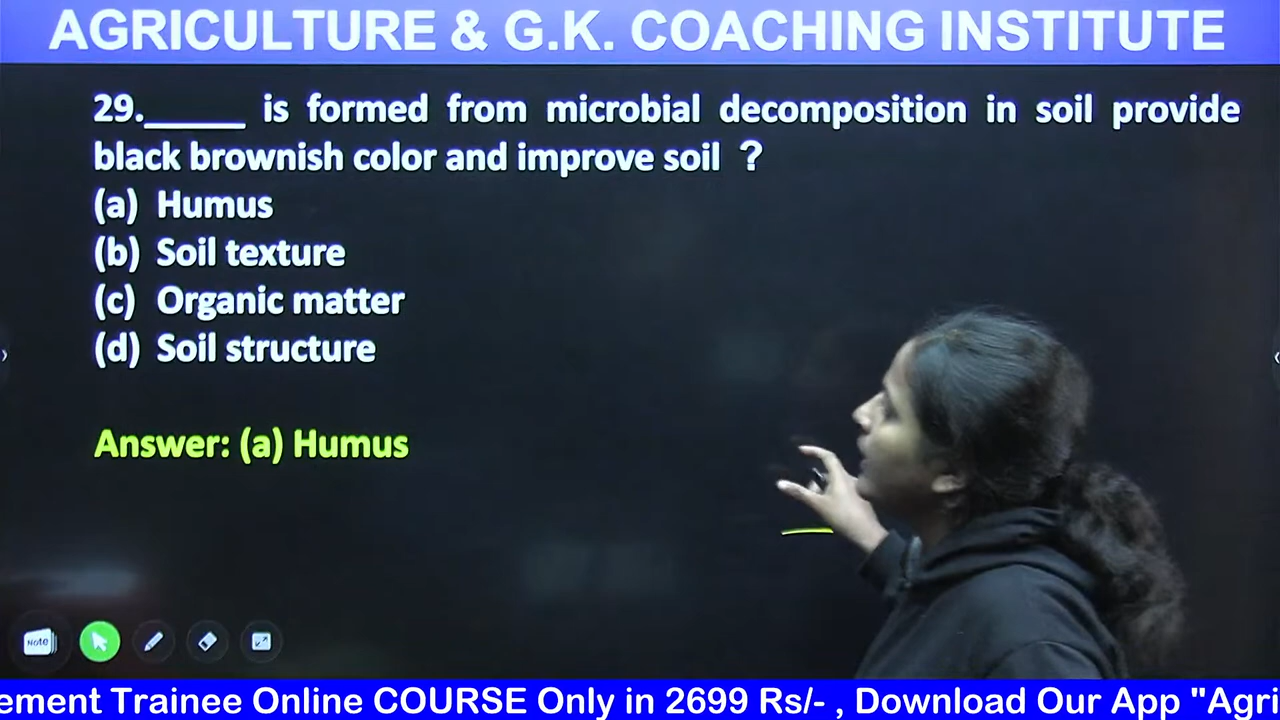 AGRICULTURE & G.K. COACHING INSTITUTE
29._____ is formed from microbial decomposition in soil provide
black brownish color and improve soil ?
(a) Humus
(b) Soil texture
(c) Organic matter
(d) Soil structure
Answer: (a) Humus
Note
ement Trainee Online COURSE Only in 2699 Rs/- , Download Our App "Agri